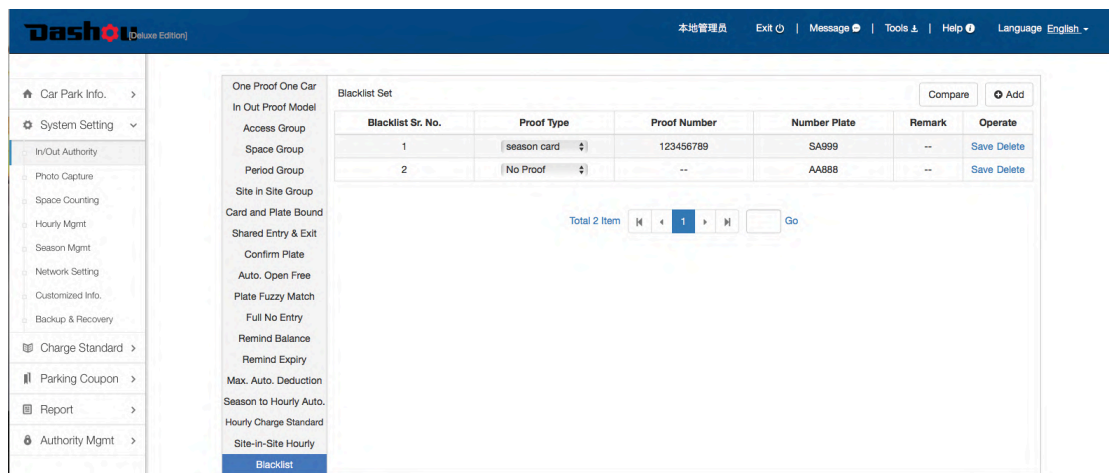 Dashou [Deluxe Edition]
本地管理员 Exit | Message | Tools | Help Language English
Car Park Info.
System Setting
In/Out Authority
Photo Capture
Space Counting
Hourly Mgmt
Season Mgmt
Network Setting
Customized Info.
Backup & Recovery
Charge Standard
Parking Coupon
Report
Authority Mgmt
One Proof One Car
In Out Proof Model
Access Group
Space Group
Period Group
Site in Site Group
Card and Plate Bound
Shared Entry & Exit
Confirm Plate
Auto. Open Free
Plate Fuzzy Match
Full No Entry
Remind Balance
Remind Expiry
Max. Auto. Deduction
Season to Hourly Auto.
Hourly Charge Standard
Site-in-Site Hourly
Blacklist
Blacklist Set Compare Add
Blacklist Sr. No. Proof Type Proof Number Number Plate Remark Operate
1 season card 123456789 SA999 -- Save Delete
2 No Proof -- AA888 -- Save Delete
Total 2 Item 1 Go